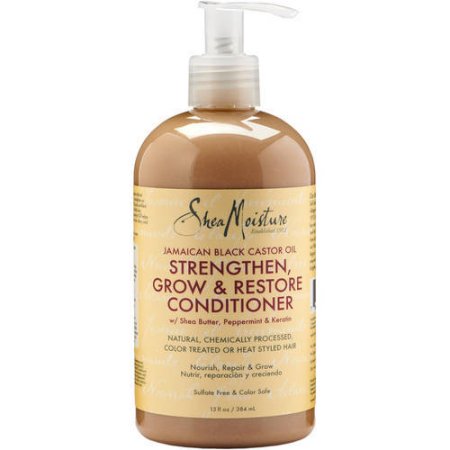 SheaMoisture
Established 1912
JAMAICAN BLACK CASTOR OIL
STRENGTHEN,
GROW & RESTORE
CONDITIONER
w/ Shea Butter, Peppermint & Keratin
NATURAL, CHEMICALLY PROCESSED,
COLOR TREATED OR HEAT STYLED HAIR
Nourish, Repair & Grow
Nutrir, reparación y creciendo
Sulfate Free & Color Safe
13 fl oz / 384 mL